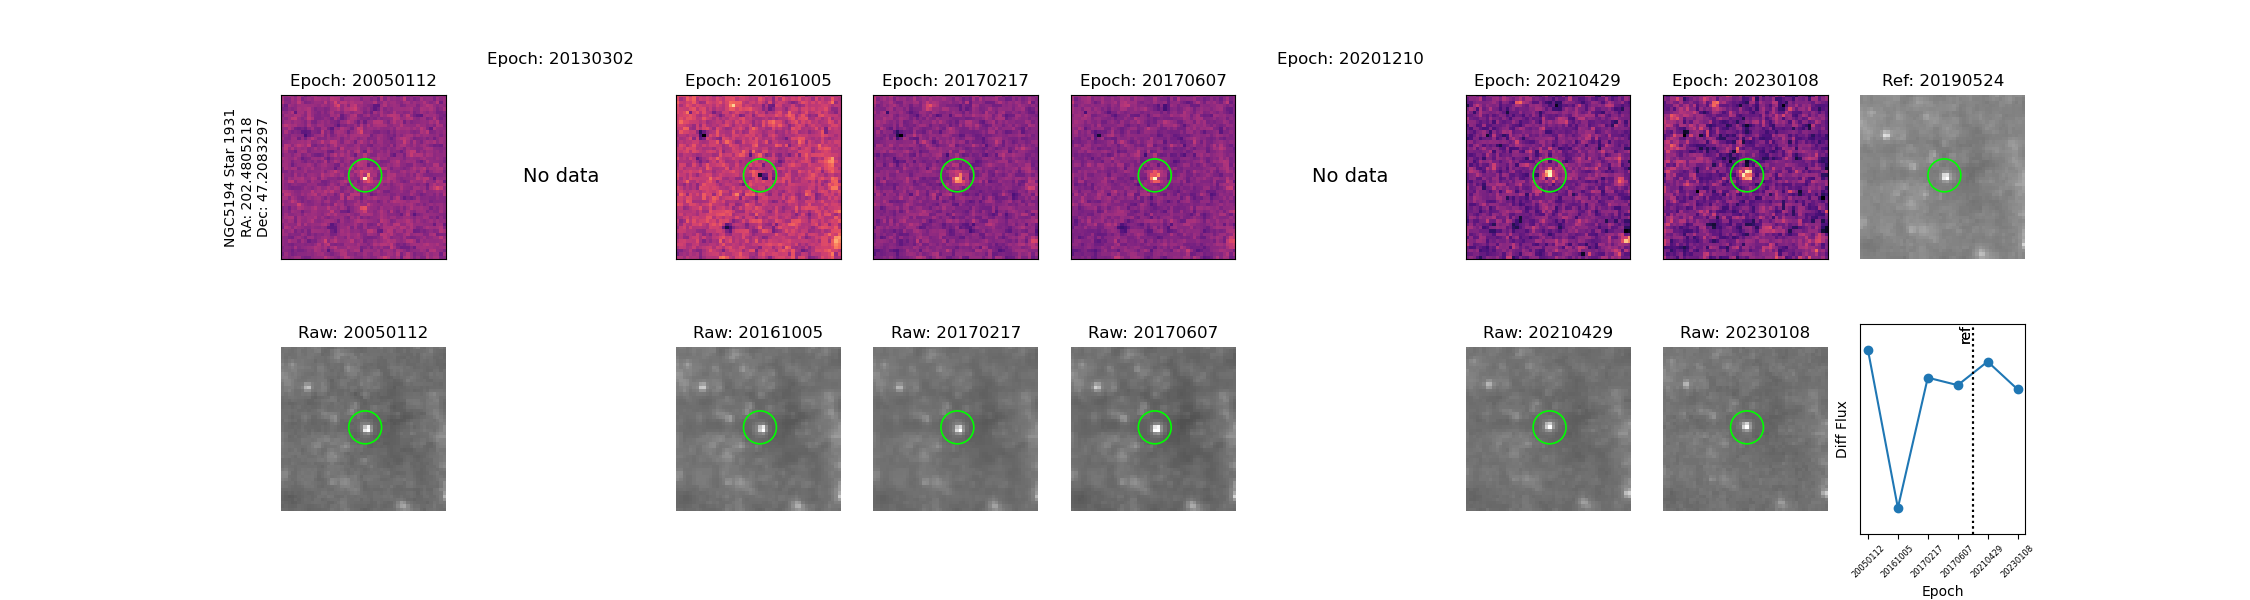 Epoch: 20130302
Epoch: 20201210
Epoch: 20050112
Epoch: 20161005
Epoch: 20170217
Epoch: 20170607
Epoch: 20210429
Epoch: 20230108
Ref: 20190524
NGC5194 Star 1931
RA: 202.4805218
Dec: 47.2083297
No data
No data
Raw: 20050112
Raw: 20161005
Raw: 20170217
Raw: 20170607
Raw: 20210429
Raw: 20230108
ref
Diff Flux
20050112
20161005
20170217
20170607
20210429
20230108
Epoch